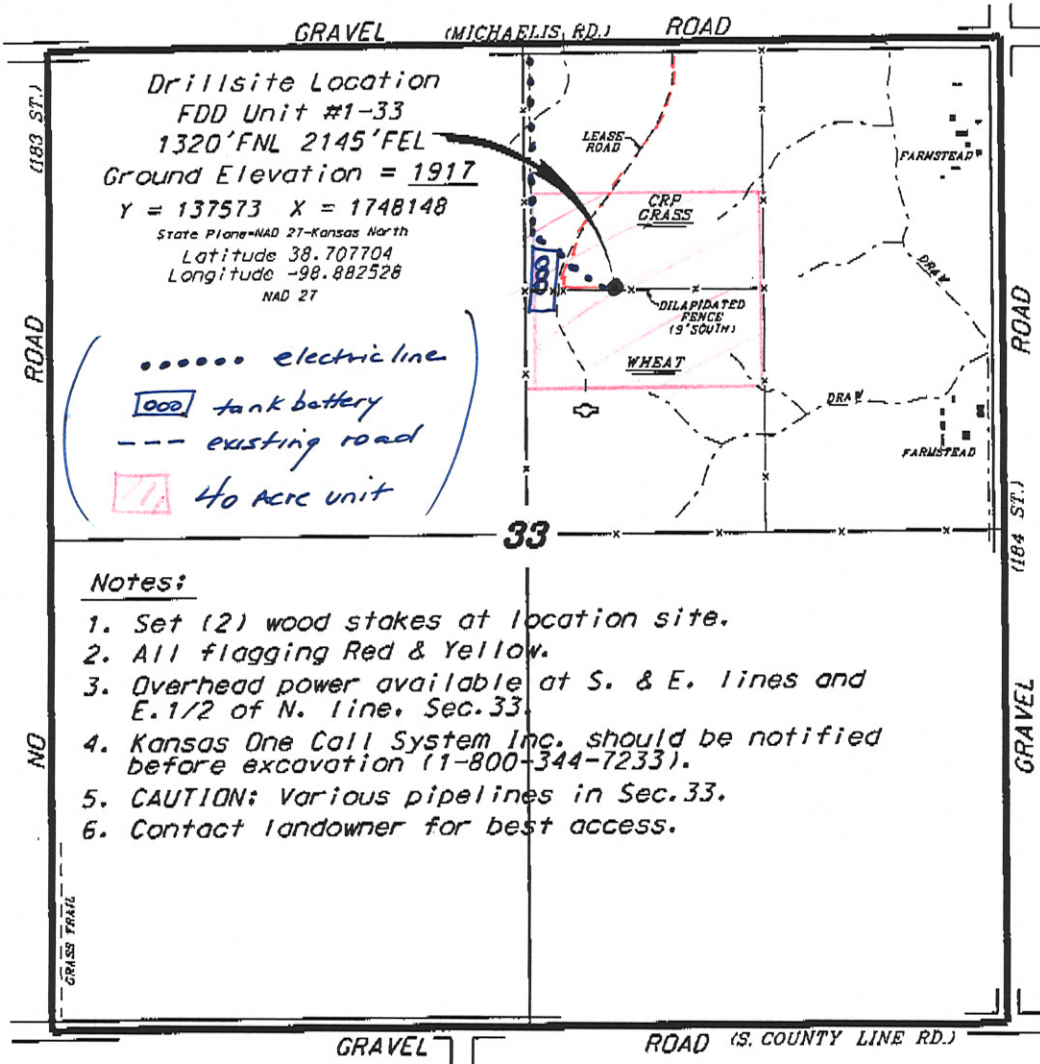 GRAVEL (MICHAELIS RD.) ROAD
Drillsite Location
FDD Unit #1-33
1320'FNL 2145'FEL
Ground Elevation = 1917
Y = 137573 X = 1748148
State Plane-NAD 27-Kansas North
Latitude 38.707704
Longitude -98.882528
NAD 27
(183 ST.)
ROAD
NO
•••••• electric line
ooo tank battery
--- existing road
40 Acre unit
LEASE
ROAD
CRP
GRASS
DILAPIDATED
FENCE
(9'SOUTH)
WHEAT
FARMSTEAD
DRAW
DRAW
FARMSTEAD
ROAD
(184 ST.)
GRAVEL
33
Notes:
1. Set (2) wood stakes at location site.
2. All flagging Red & Yellow.
3. Overhead power available at S. & E. lines and
E.1/2 of N. line. Sec.33.
4. Kansas One Call System Inc. should be notified
before excavation (1-800-344-7233).
5. CAUTION: Various pipelines in Sec.33.
6. Contact landowner for best access.
GRASS TRAIL
GRAVEL ROAD (S. COUNTY LINE RD.)